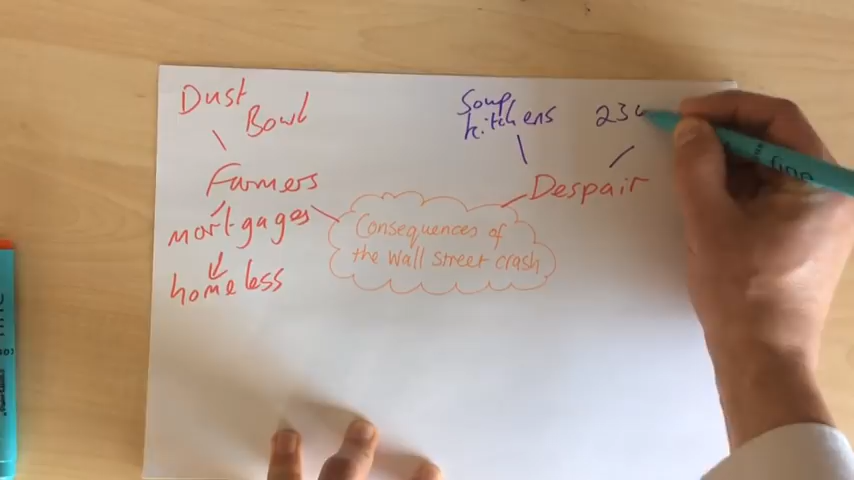 Dust
Bowl
Farmers
mortgages
homeless
Soup
kitchens
Despair
Consequences of
the Wall Street crash